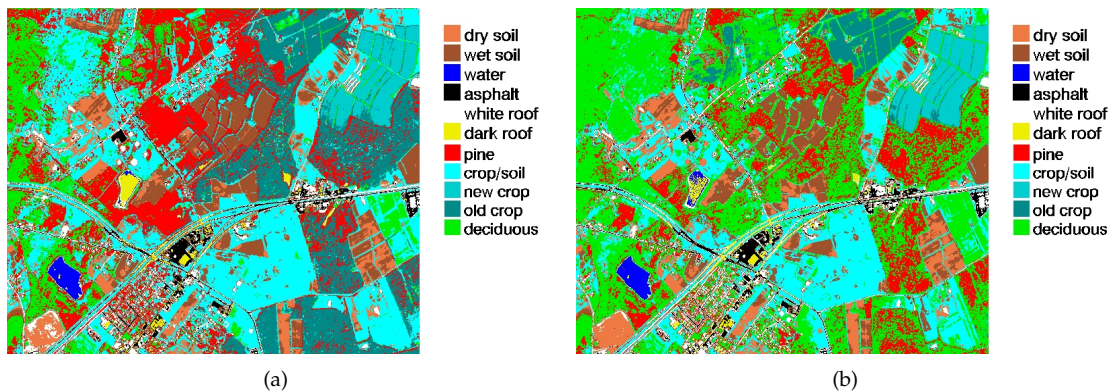 dry soil
wet soil
water
asphalt
white roof
dark roof
pine
crop/soil
new crop
old crop
deciduous
(a)
dry soil
wet soil
water
asphalt
white roof
dark roof
pine
crop/soil
new crop
old crop
deciduous
(b)